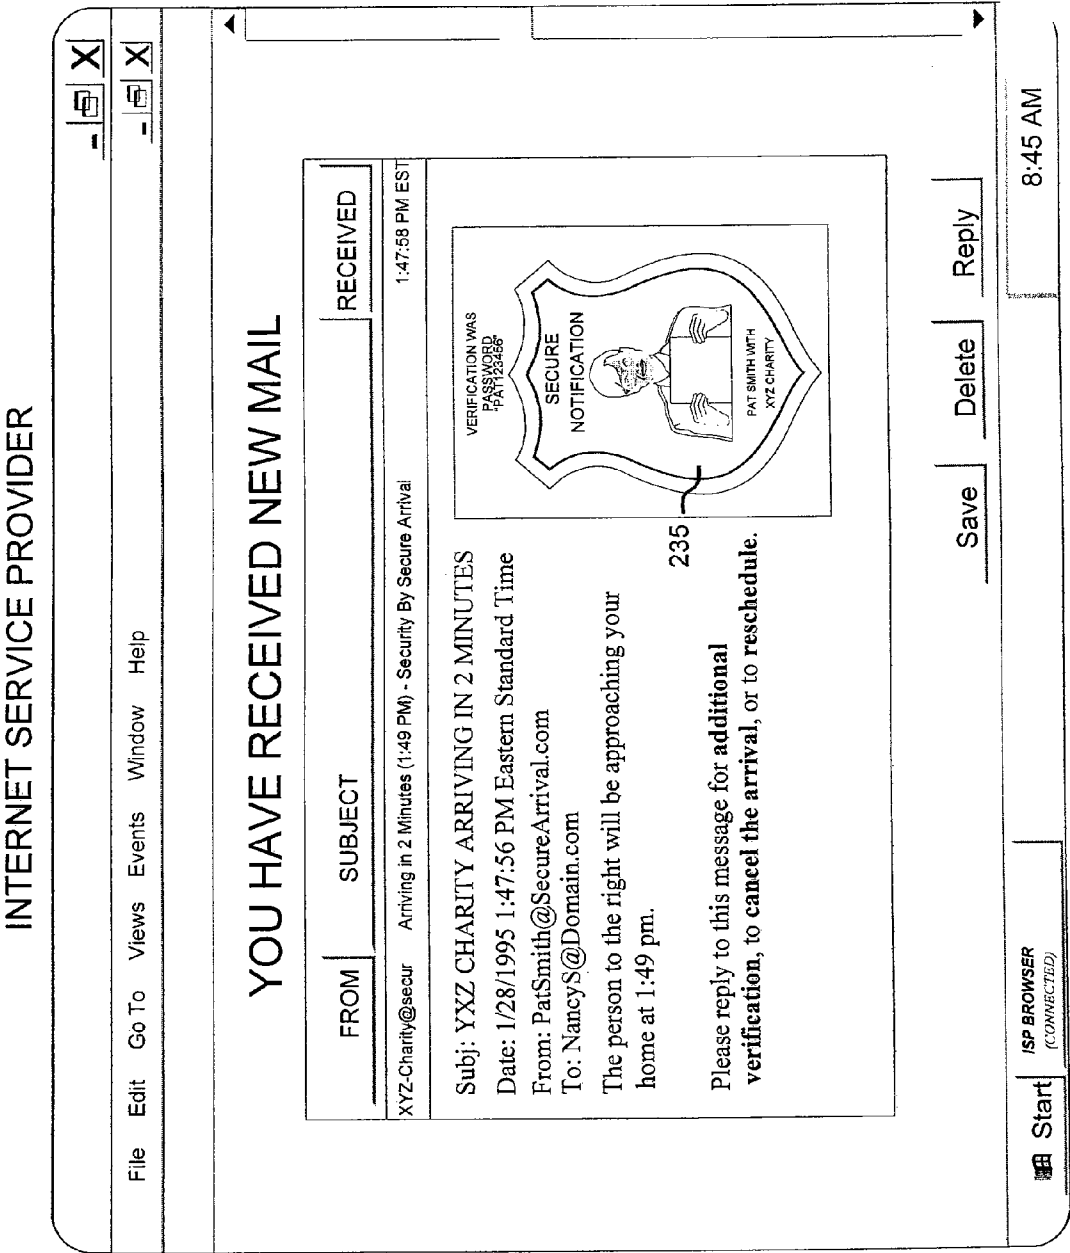 INTERNET SERVICE PROVIDER
File Edit Go To Views Events Window Help
YOU HAVE RECEIVED NEW MAIL
FROM SUBJECT RECEIVED
XYZ-Charity@secur Arriving in 2 Minutes (1:49 PM) - Security By Secure Arrival 1:47:58 PM EST
Subj: YXZ CHARITY ARRIVING IN 2 MINUTES
Date: 1/28/1995 1:47:56 PM Eastern Standard Time
From: PatSmith@SecureArrival.com
To: NancyS@Domain.com
The person to the right will be approaching your
home at 1:49 pm.
Please reply to this message for additional
verification, to cancel the arrival, or to reschedule.
VERIFICATION WAS
PASSWORD
"PAT123456"
SECURE
NOTIFICATION
PAT SMITH WITH
XYZ CHARITY
235
Save Delete Reply
Start ISP BROWSER
(CONNECTED)
8:45 AM